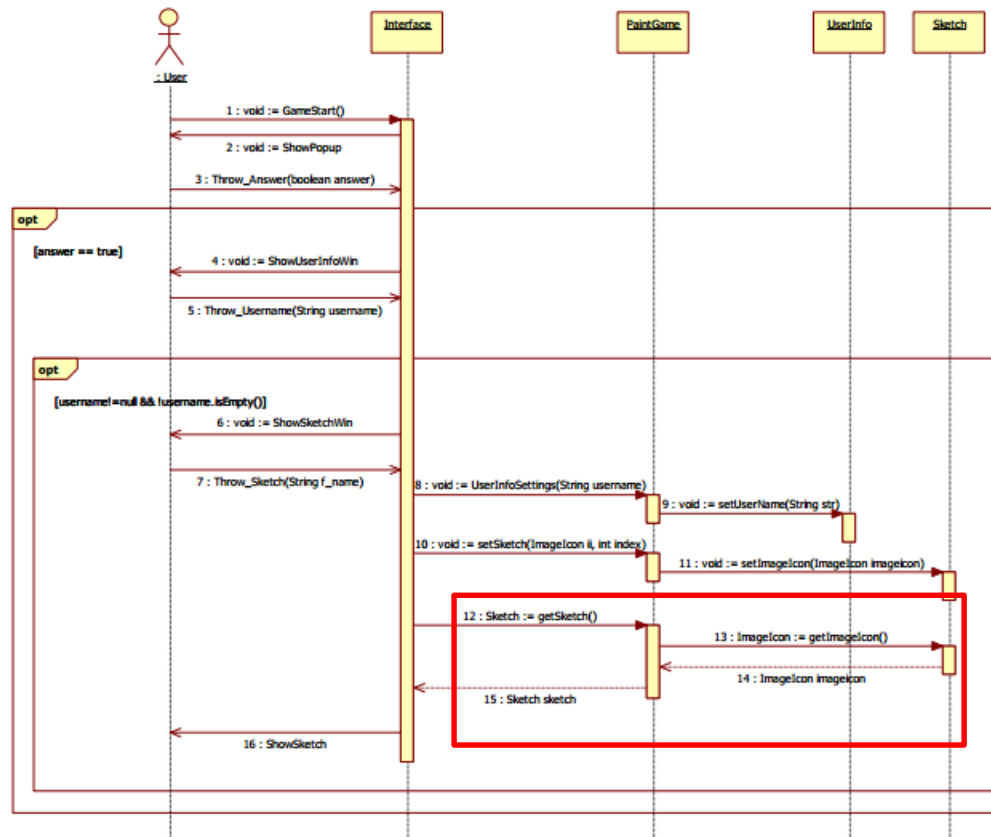 Interface
PaintGame
UserInfo
Sketch
: User
1 : void := GameStart()
2 : void := ShowPopup
3 : Throw_Answer(boolean answer)
opt
[answer == true]
4 : void := ShowUserInfoWin
5 : Throw_Username(String username)
opt
[username!=null && !username.isEmpty()]
6 : void := ShowSketchWin
7 : Throw_Sketch(String f_name)
8 : void := UserInfoSettings(String username)
9 : void := setUserName(String str)
10 : void := setSketch(ImageIcon ii, int index)
11 : void := setImageIcon(ImageIcon imageicon)
12 : Sketch := getSketch()
13 : ImageIcon := getImageIcon()
14 : ImageIcon imageicon
15 : Sketch sketch
16 : ShowSketch